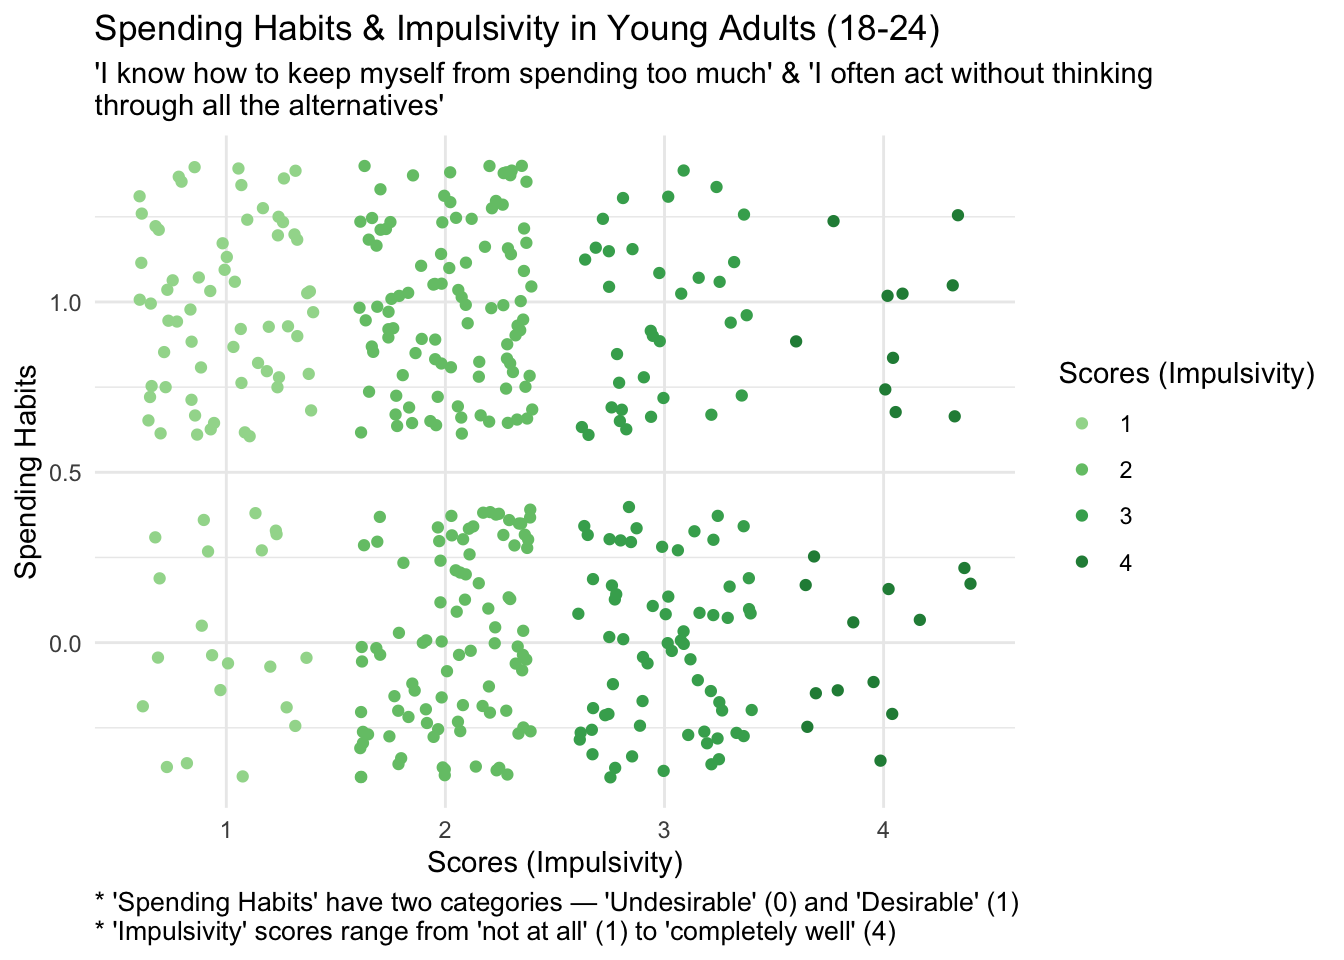 Spending Habits & Impulsivity in Young Adults (18-24)
'I know how to keep myself from spending too much' & 'I often act without thinking
through all the alternatives'
Spending Habits
1.0
0.5
0.0
1
2
3
4
Scores (Impulsivity)
Scores (Impulsivity)
1
2
3
4
* 'Spending Habits' have two categories — 'Undesirable' (0) and 'Desirable' (1)
* 'Impulsivity' scores range from 'not at all' (1) to 'completely well' (4)